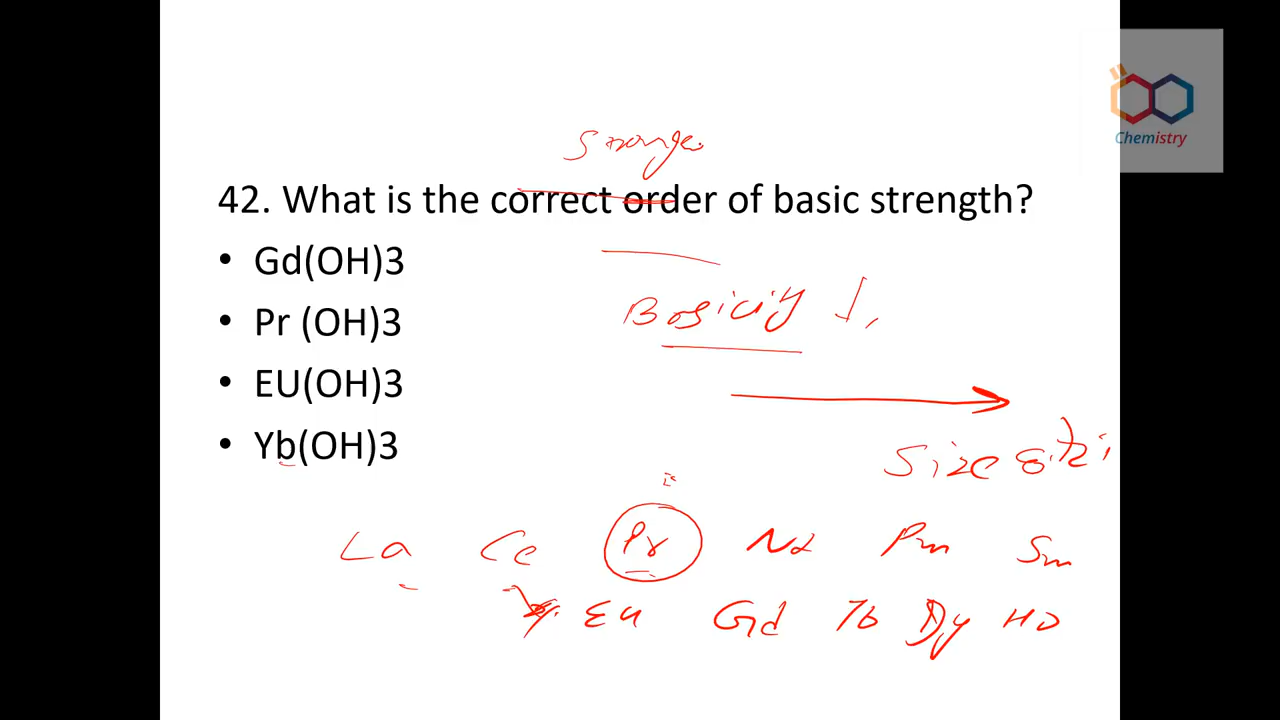 Chemistry
Stronger
42. What is the correct order of basic strength?
• Gd(OH)3
• Pr (OH)3
• EU(OH)3
• Yb(OH)3
Basicity ↓,
Size
La Ce Pr Nd Pm Sm
Eu Gd Tb Dy Ho